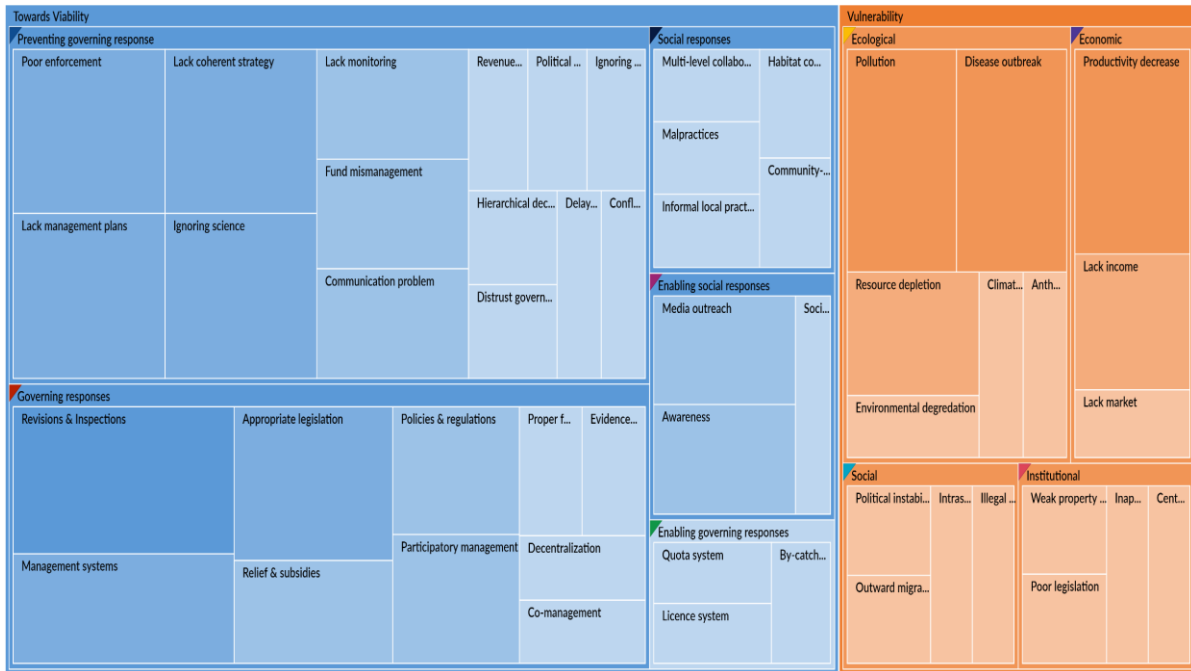 Towards Viability
Preventing governing response
Poor enforcement
Lack coherent strategy
Lack monitoring
Revenue...
Political ...
Ignoring ...
Fund mismanagement
Lack management plans
Ignoring science
Hierarchical dec...
Delay...
Confl...
Communication problem
Distrust govern...
Governing responses
Revisions & Inspections
Appropriate legislation
Policies & regulations
Proper f...
Evidence...
Management systems
Relief & subsidies
Participatory management
Decentralization
Co-management
Social responses
Multi-level collabo...
Habitat co...
Malpractices
Community-...
Informal local pract...
Enabling social responses
Media outreach
Soci...
Awareness
Enabling governing responses
Quota system
By-catch...
Licence system
Vulnerability
Ecological
Pollution
Disease outbreak
Resource depletion
Climat...
Anth...
Environmental degredation
Economic
Productivity decrease
Lack income
Lack market
Social
Political instabi...
Intras...
Illegal ...
Outward migra...
Institutional
Weak property ...
Inap...
Cent...
Poor legislation